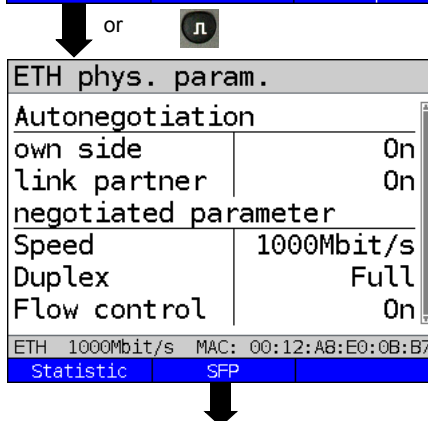 or
ETH phys. param.
Autonegotiation
own side On
link partner On
negotiated parameter
Speed 1000Mbit/s
Duplex Full
Flow control On
ETH 1000Mbit/s MAC: 00:12:A8:E0:0B:B7
Statistic SFP